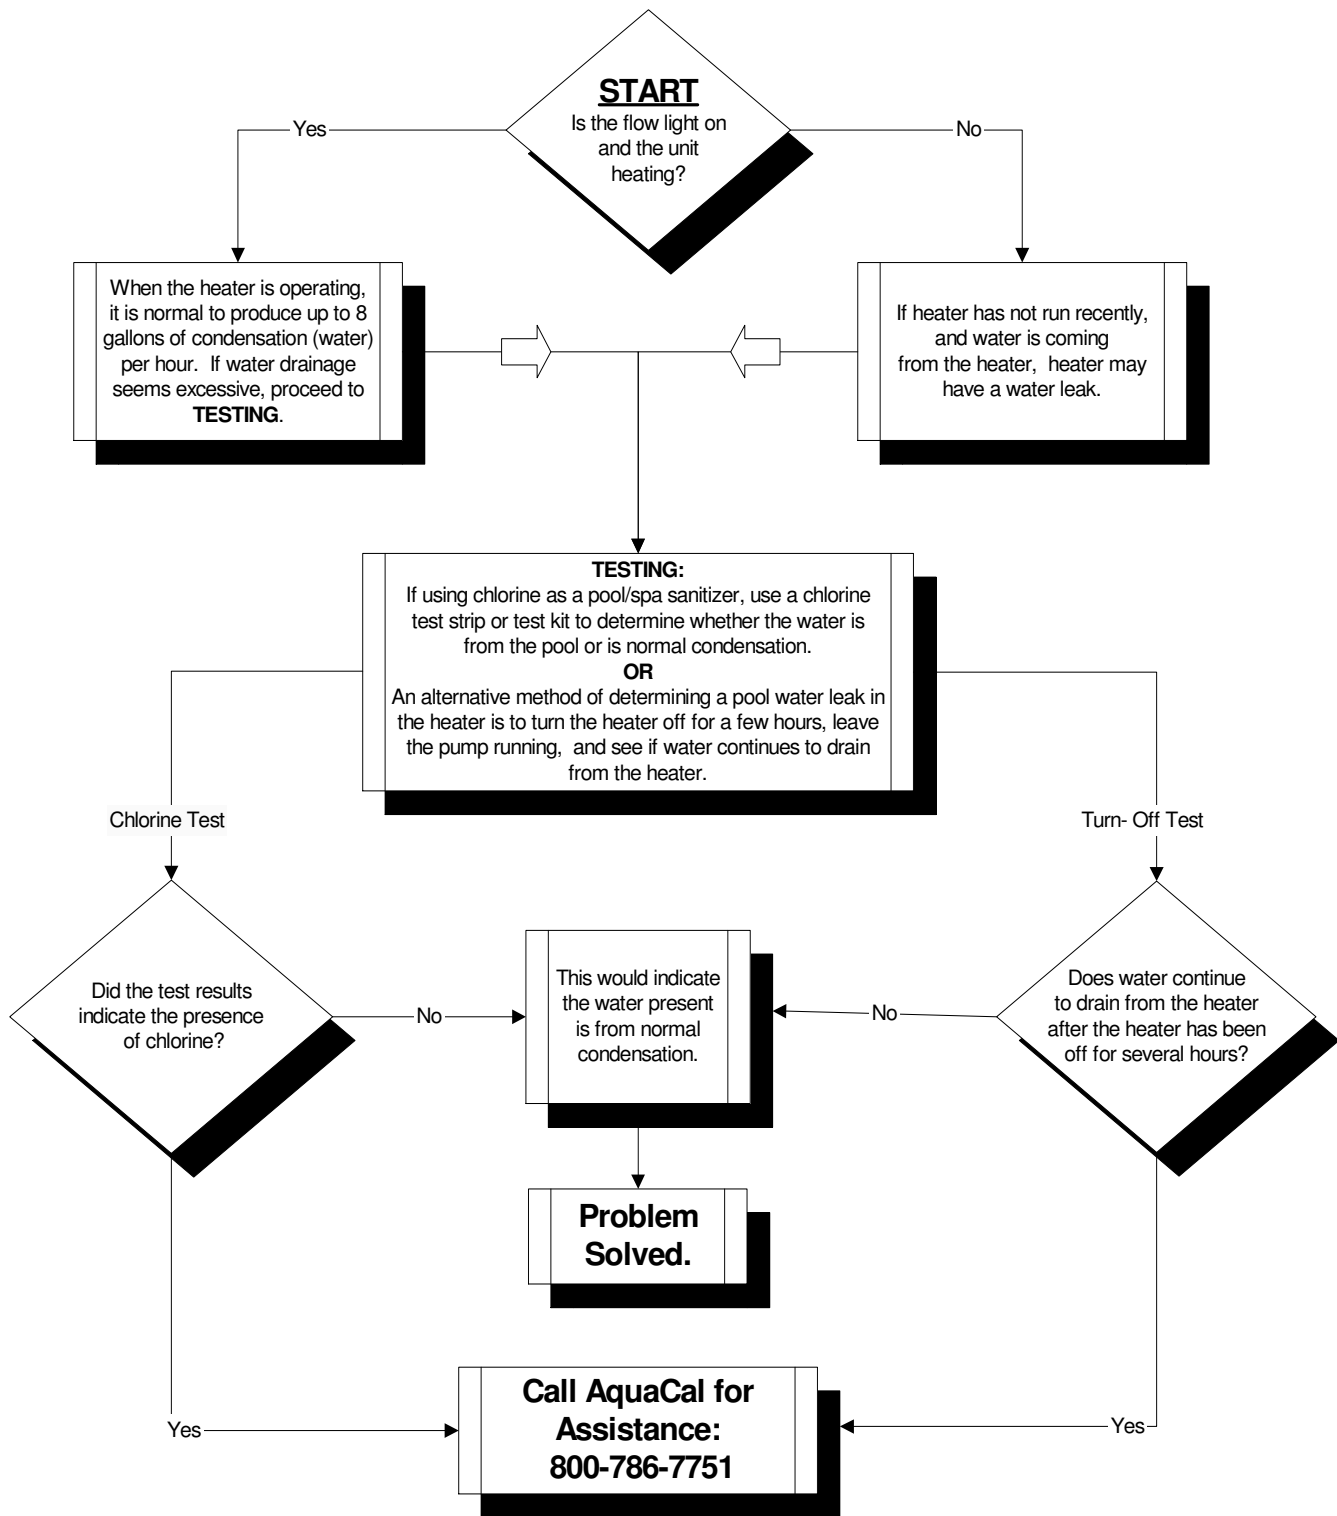 START
Is the flow light on
and the unit
heating?
Yes
No
When the heater is operating,
it is normal to produce up to 8
gallons of condensation (water)
per hour.  If water drainage
seems excessive, proceed to
TESTING.
If heater has not run recently,
and water is coming
from the heater,  heater may
have a water leak.
TESTING:
If using chlorine as a pool/spa sanitizer, use a chlorine
test strip or test kit to determine whether the water is
from the pool or is normal condensation.
OR
An alternative method of determining a pool water leak in
the heater is to turn the heater off for a few hours, leave
the pump running,  and see if water continues to drain
from the heater.
Chlorine Test
Turn- Off Test
Did the test results
indicate the presence
of chlorine?
No
This would indicate
the water present
is from normal
condensation.
No
Does water continue
to drain from the heater
after the heater has been
off for several hours?
Problem
Solved.
Yes
Call AquaCal for
Assistance:
800-786-7751
Yes